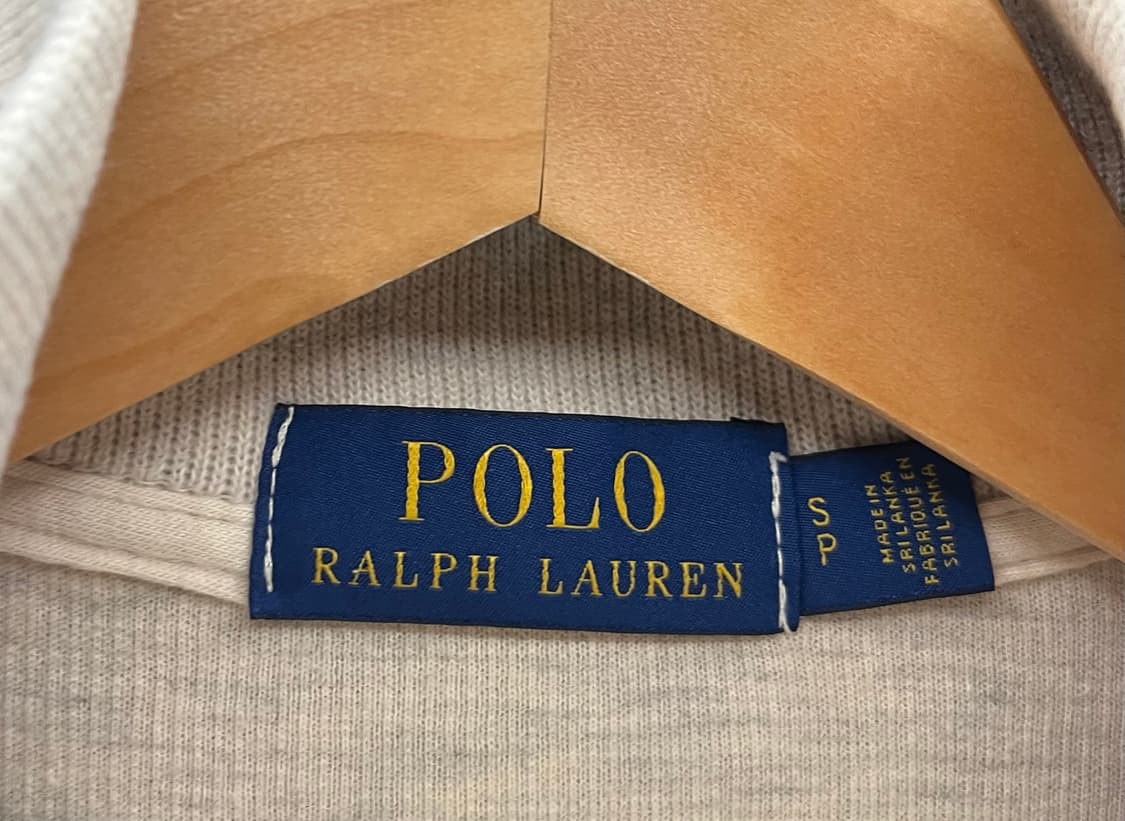 POLO
RALPH LAUREN
S
P
MADE IN
SRI LANKA
FABRIQUÉ EN
SRI LANKA